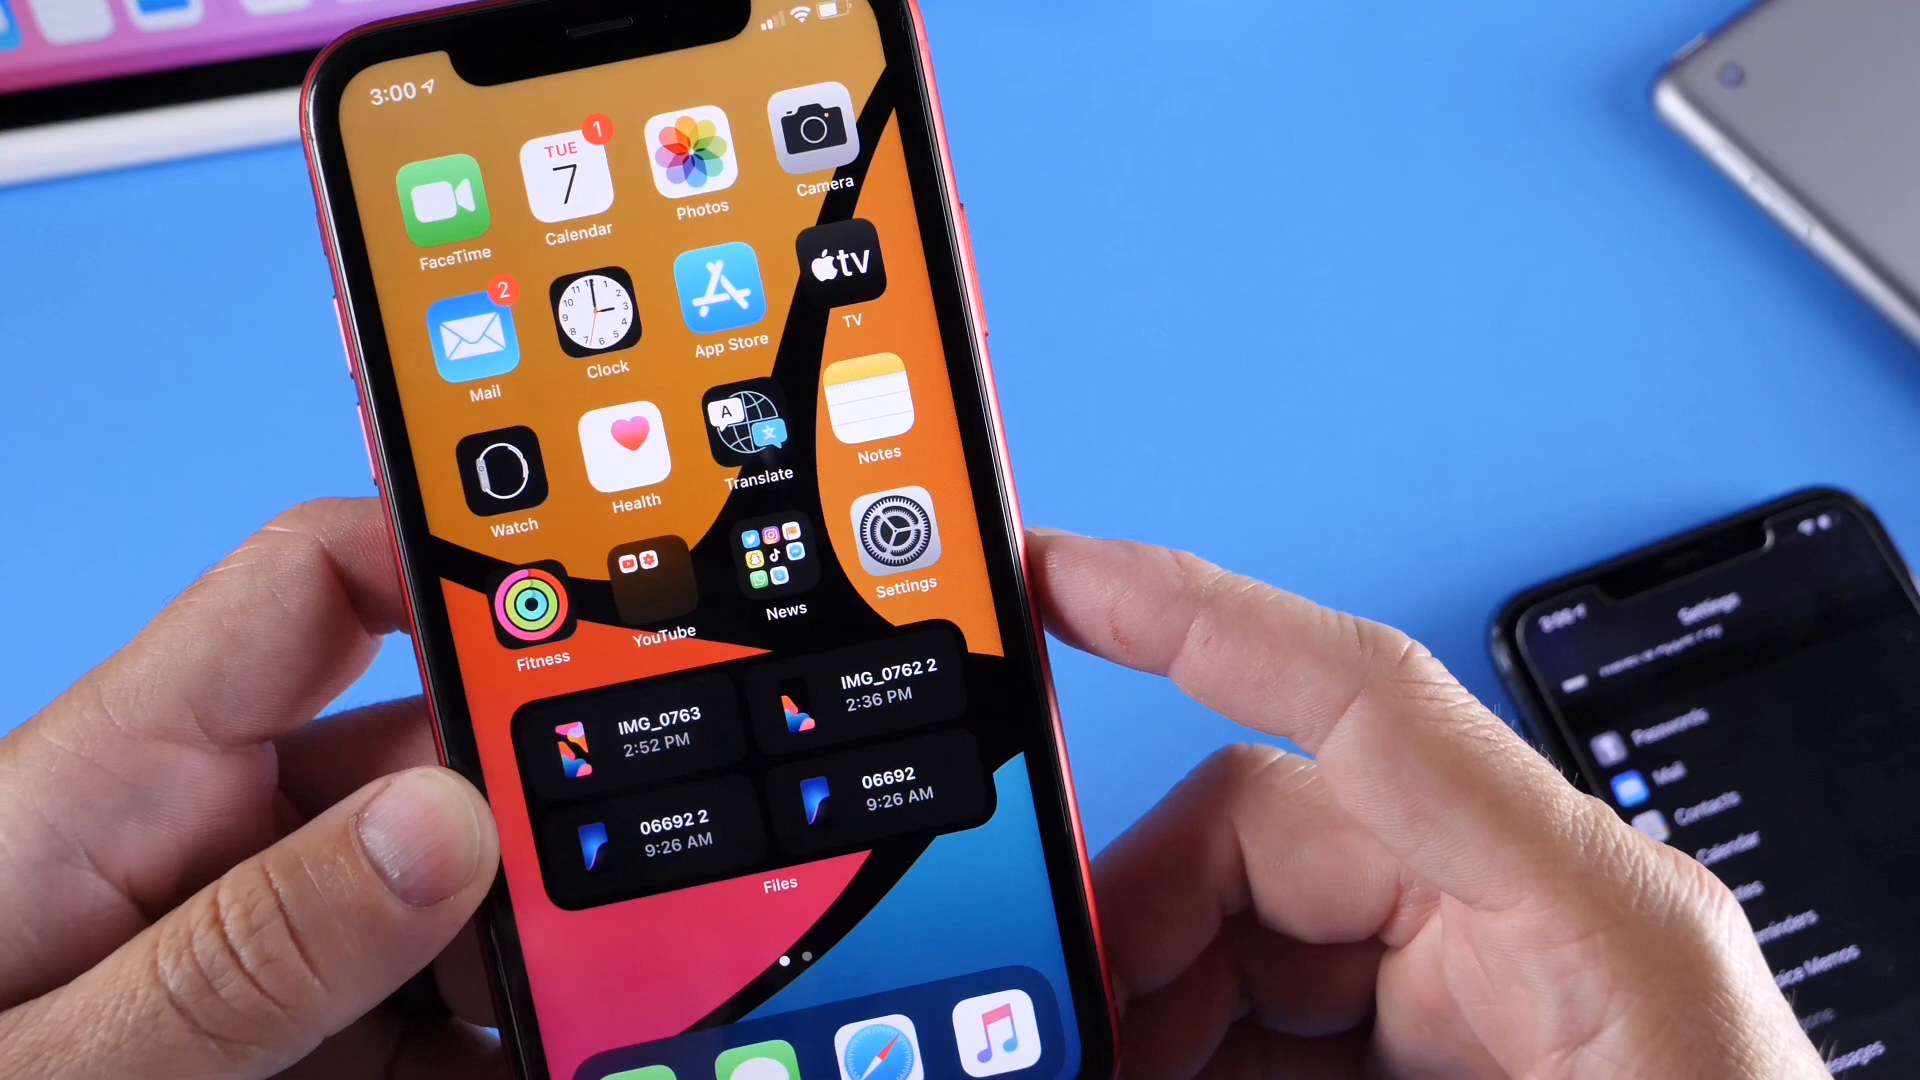 3:00
TUE
7
1
FaceTime
Calendar
Photos
Camera
2
tv
Mail
Clock
App Store
TV
A
Watch
Health
Translate
Notes
Fitness
YouTube
News
Settings
IMG_0763
2:52 PM
IMG_0762 2
2:36 PM
06692 2
9:26 AM
06692
9:26 AM
Files
Settings
Passwords
Mail
Contacts
Calendar